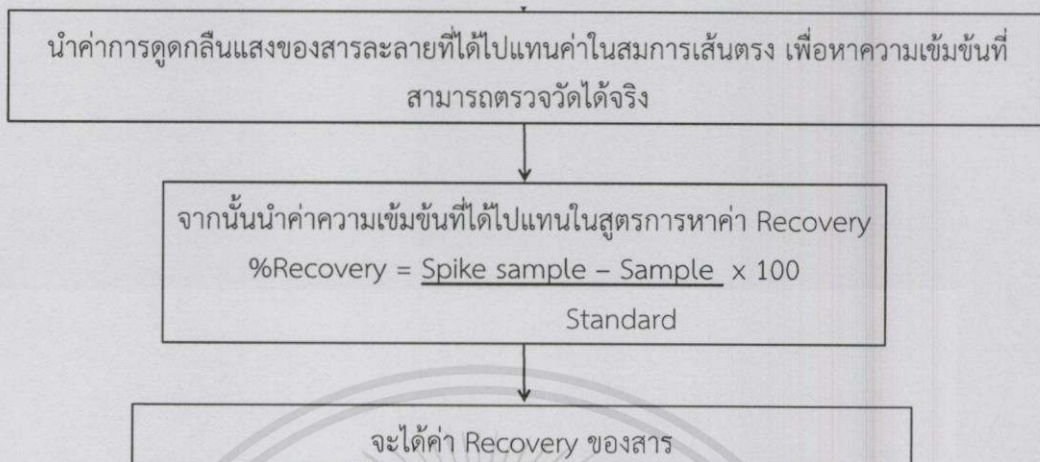 นำค่าการดูดกลืนแสงของสารละลายที่ได้ไปแทนค่าในสมการเส้นตรง เพื่อหาความเข้มข้นที่
สามารถตรวจวัดได้จริง
จากนั้นนำค่าความเข้มข้นที่ได้ไปแทนในสูตรการหาค่า Recovery
%Recovery = Spike sample – Sample x 100
Standard
จะได้ค่า Recovery ของสาร